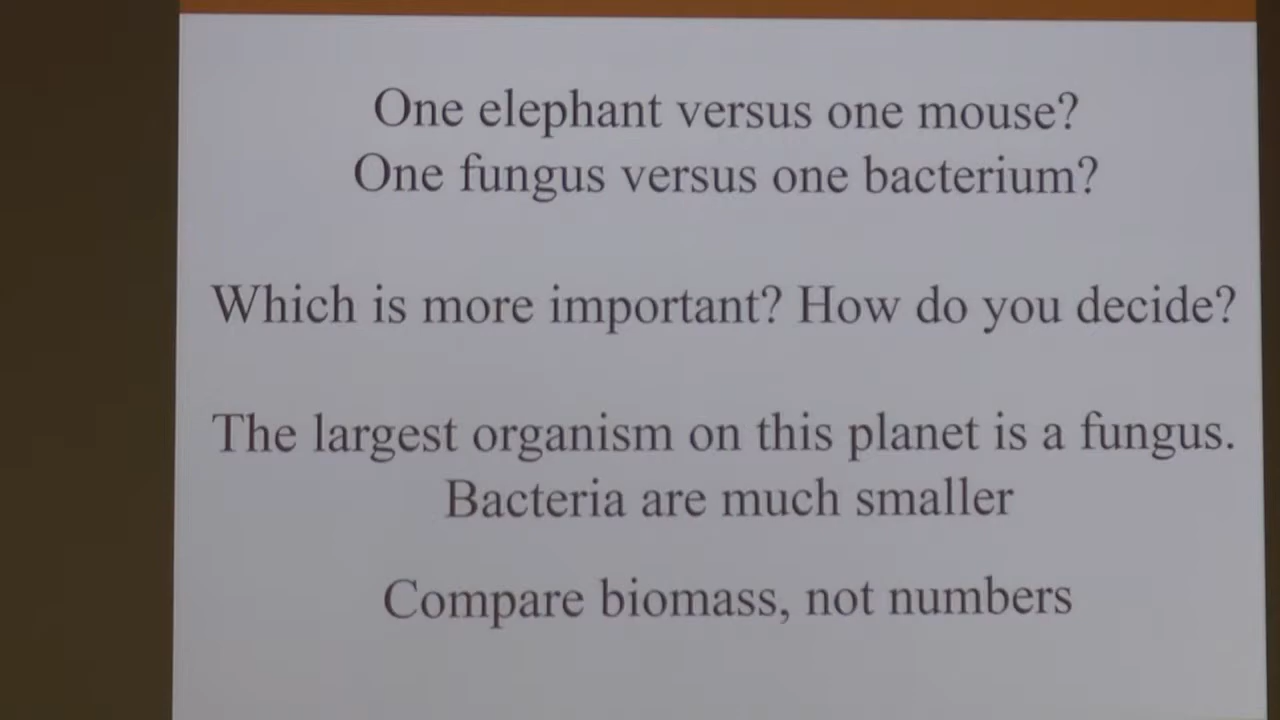 One elephant versus one mouse?
One fungus versus one bacterium?
Which is more important? How do you decide?
The largest organism on this planet is a fungus.
Bacteria are much smaller
Compare biomass, not numbers